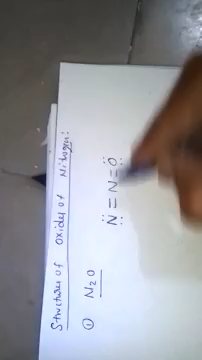 Structures of oxides of Nitrogen:
① N₂O
:N̈ = N = Ö: